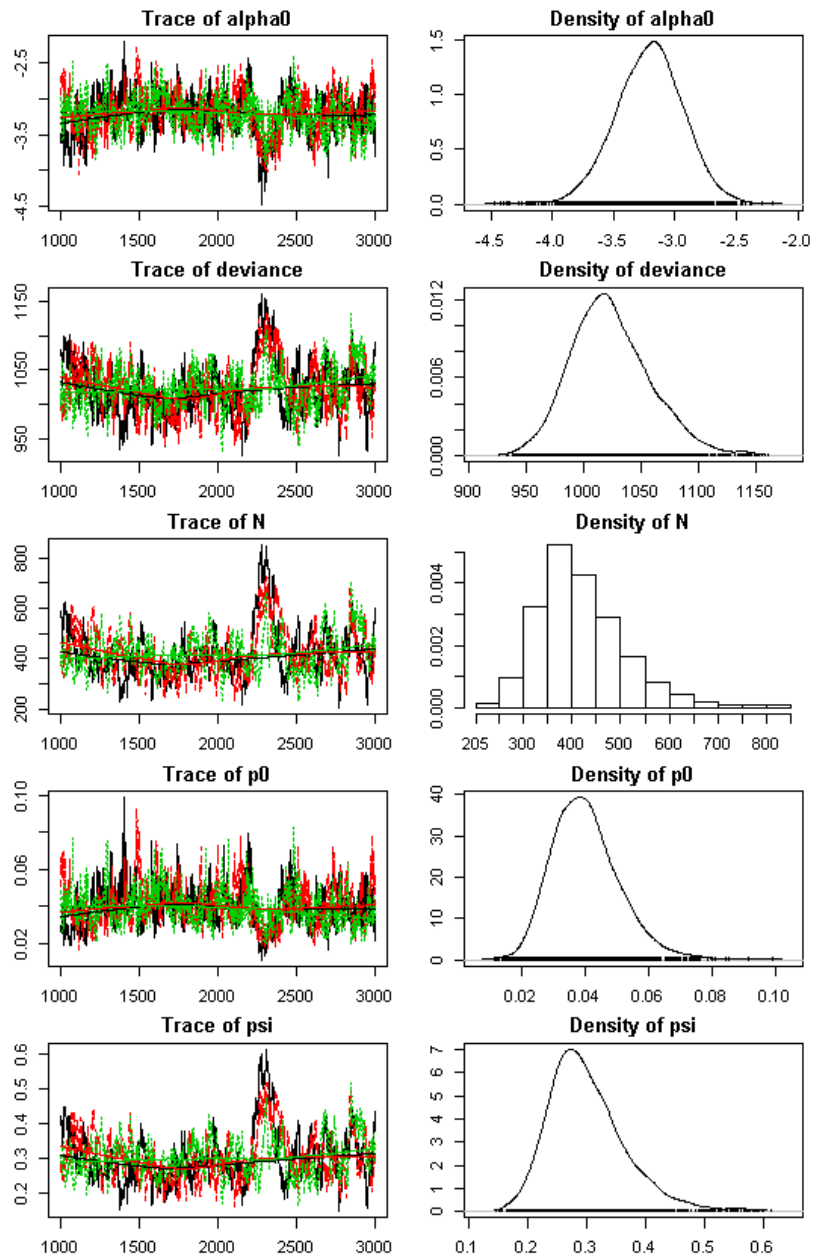 Trace of alpha0
-2.5
-3.5
-4.5
1000 1500 2000 2500 3000
Density of alpha0
1.5
1.0
0.5
0.0
-4.5 -4.0 -3.5 -3.0 -2.5 -2.0
Trace of deviance
1150
1050
950
1000 1500 2000 2500 3000
Density of deviance
0.012
0.006
0.000
900 950 1000 1050 1100 1150
Trace of N
800
600
400
200
1000 1500 2000 2500 3000
Density of N
0.004
0.002
0.000
205 300 400 500 600 700 800
Trace of p0
0.10
0.06
0.02
1000 1500 2000 2500 3000
Density of p0
40
30
20
10
0
0.02 0.04 0.06 0.08 0.10
Trace of psi
0.6
0.5
0.4
0.3
0.2
1000 1500 2000 2500 3000
Density of psi
7
6
5
4
3
2
1
0
0.1 0.2 0.3 0.4 0.5 0.6